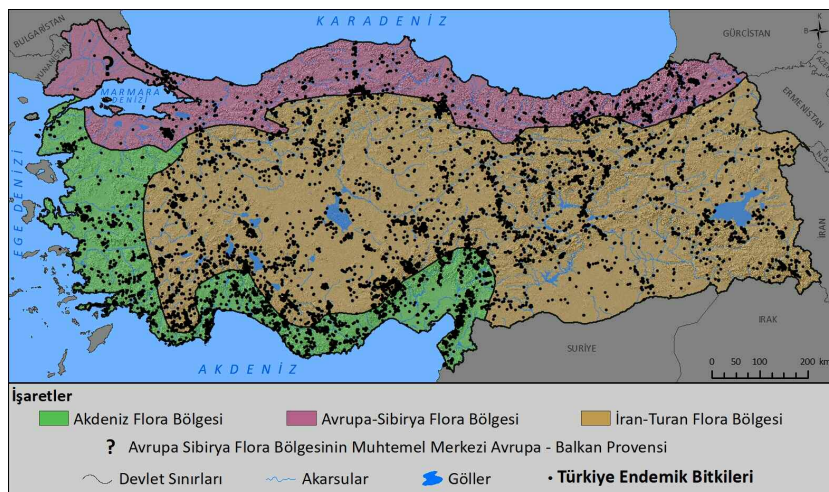 KARADENİZ
BULGARİSTAN
GÜRCİSTAN
K
B
G
YUNANİSTAN
MARMARA
DENİZİ
ERMENİSTAN
EGE DENİZİ
İRAN
IRAK
SURİYE
AKDENİZ
0 50 100 200 km
İşaretler
Akdeniz Flora Bölgesi Avrupa-Sibirya Flora Bölgesi İran-Turan Flora Bölgesi
? Avrupa Sibirya Flora Bölgesinin Muhtemel Merkezi Avrupa - Balkan Provensi
Devlet Sınırları Akarsular Göller Türkiye Endemik Bitkileri